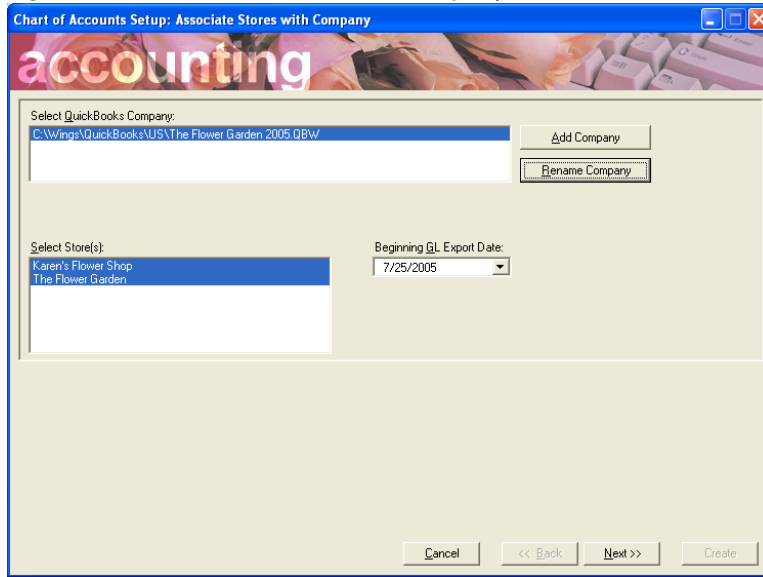 Chart of Accounts Setup: Associate Stores with Company
accounting
Select QuickBooks Company:
C:\Wings\QuickBooks\US\The Flower Garden 2005.QBW
Add Company
Rename Company
Select Store(s):
Beginning GL Export Date:
Karen's Flower Shop
7/25/2005
The Flower Garden
Cancel
<< Back
Next >>
Create